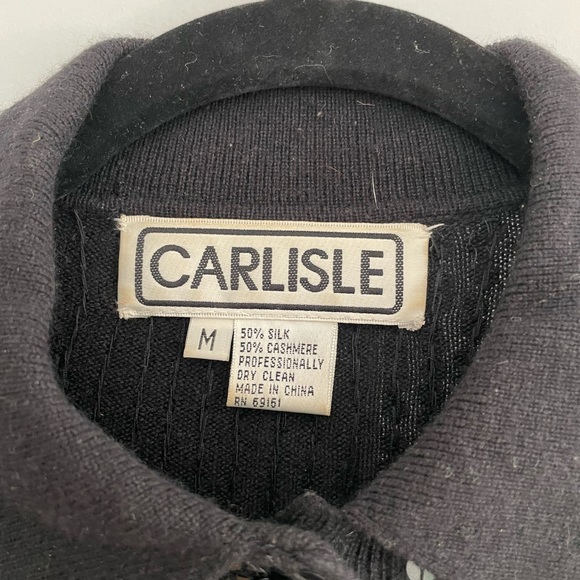 CARLISLE
M
50% SILK
50% CASHMERE
PROFESSIONALLY
DRY CLEAN
MADE IN CHINA
RN 69161